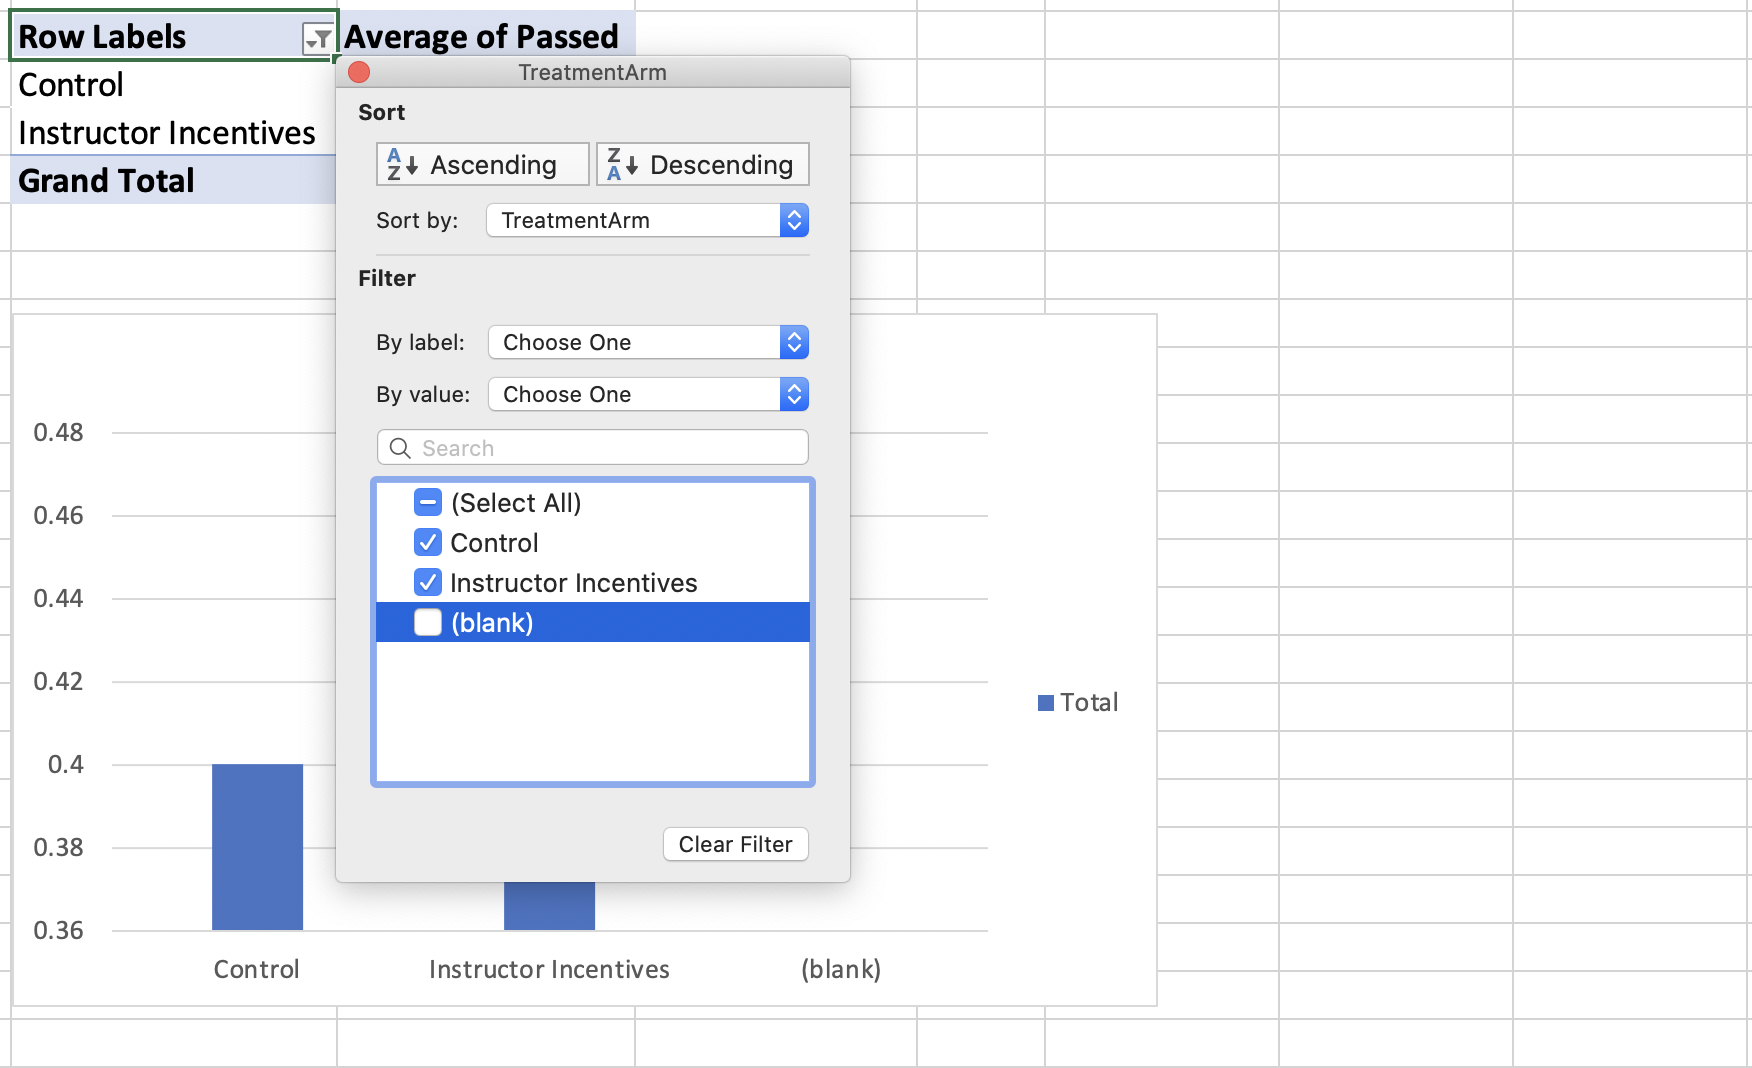 Row Labels
Average of Passed
Control
Instructor Incentives
Grand Total
TreatmentArm
Sort
A
Z
Ascending
Z
A
Descending
Sort by:
TreatmentArm
Filter
By label:
Choose One
By value:
Choose One
Search
(Select All)
Control
Instructor Incentives
(blank)
Clear Filter
0.48
0.46
0.44
0.42
0.4
0.38
0.36
Control
Instructor Incentives
(blank)
Total